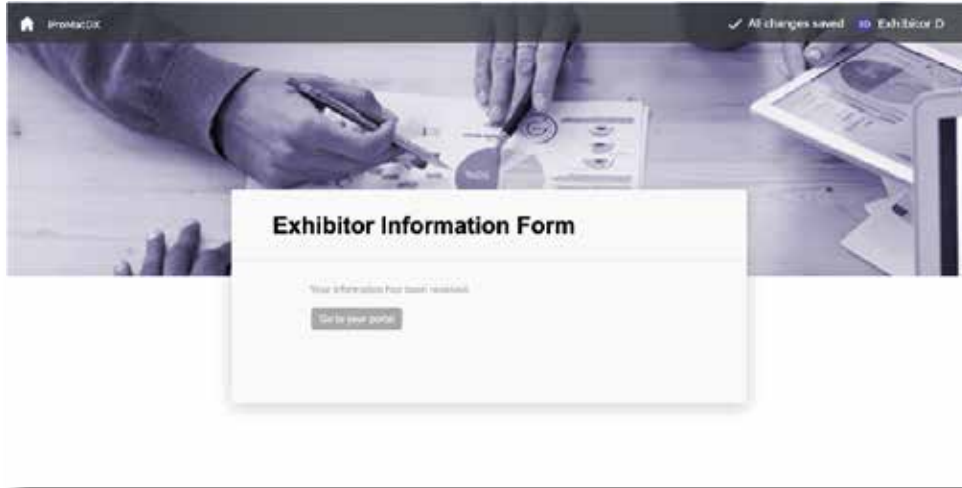 All changes saved
Exhibitor D
Exhibitor Information Form
Your information has been received.
Go to your portal